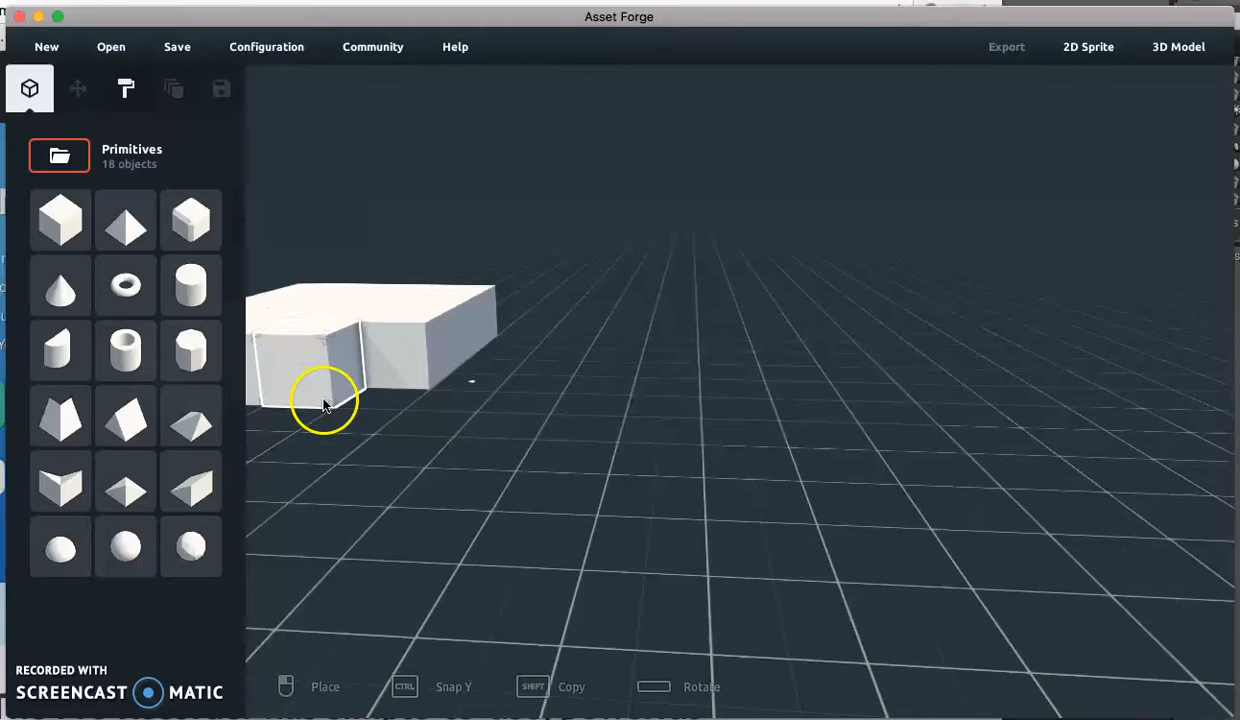 Asset Forge
New Open Save Configuration Community Help Export 2D Sprite 3D Model
Primitives
18 objects
RECORDED WITH
SCREENCAST MATIC
Place CTRL Snap Y SHIFT Copy Rotate